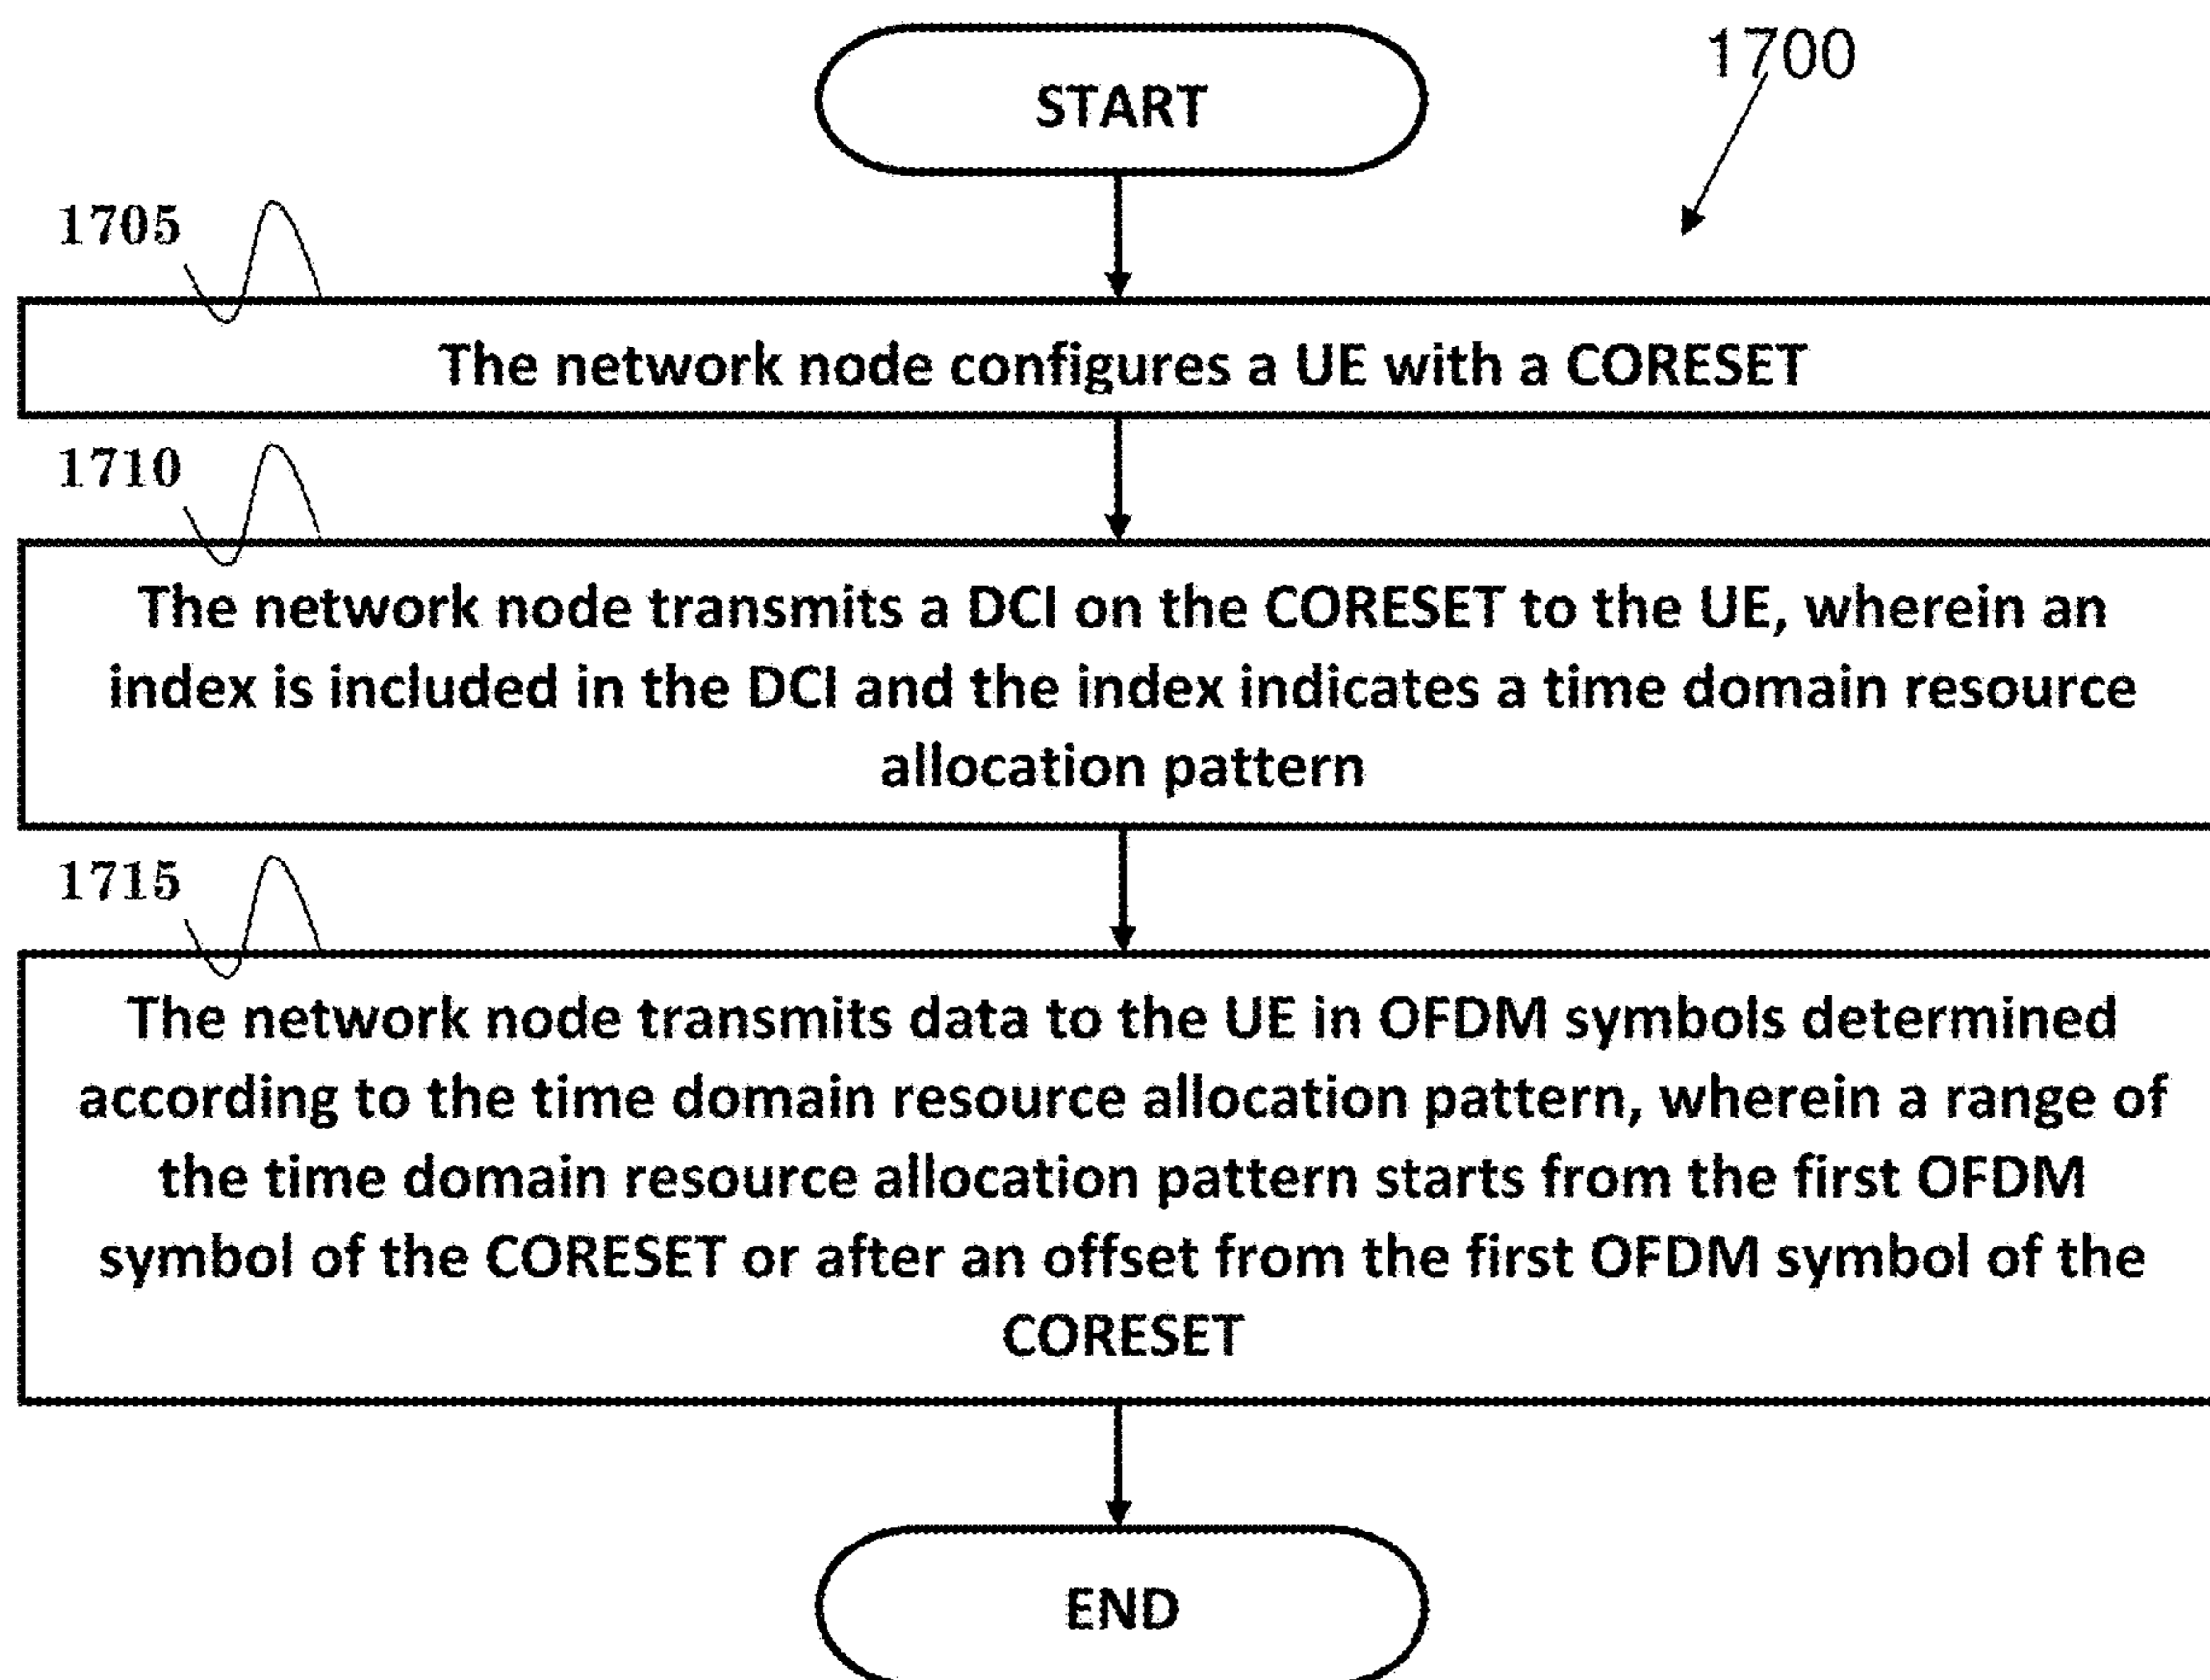 START
1700
1705
The network node configures a UE with a CORESET
1710
The network node transmits a DCI on the CORESET to the UE, wherein an
index is included in the DCI and the index indicates a time domain resource
allocation pattern
1715
The network node transmits data to the UE in OFDM symbols determined
according to the time domain resource allocation pattern, wherein a range of
the time domain resource allocation pattern starts from the first OFDM
symbol of the CORESET or after an offset from the first OFDM symbol of the
CORESET
END